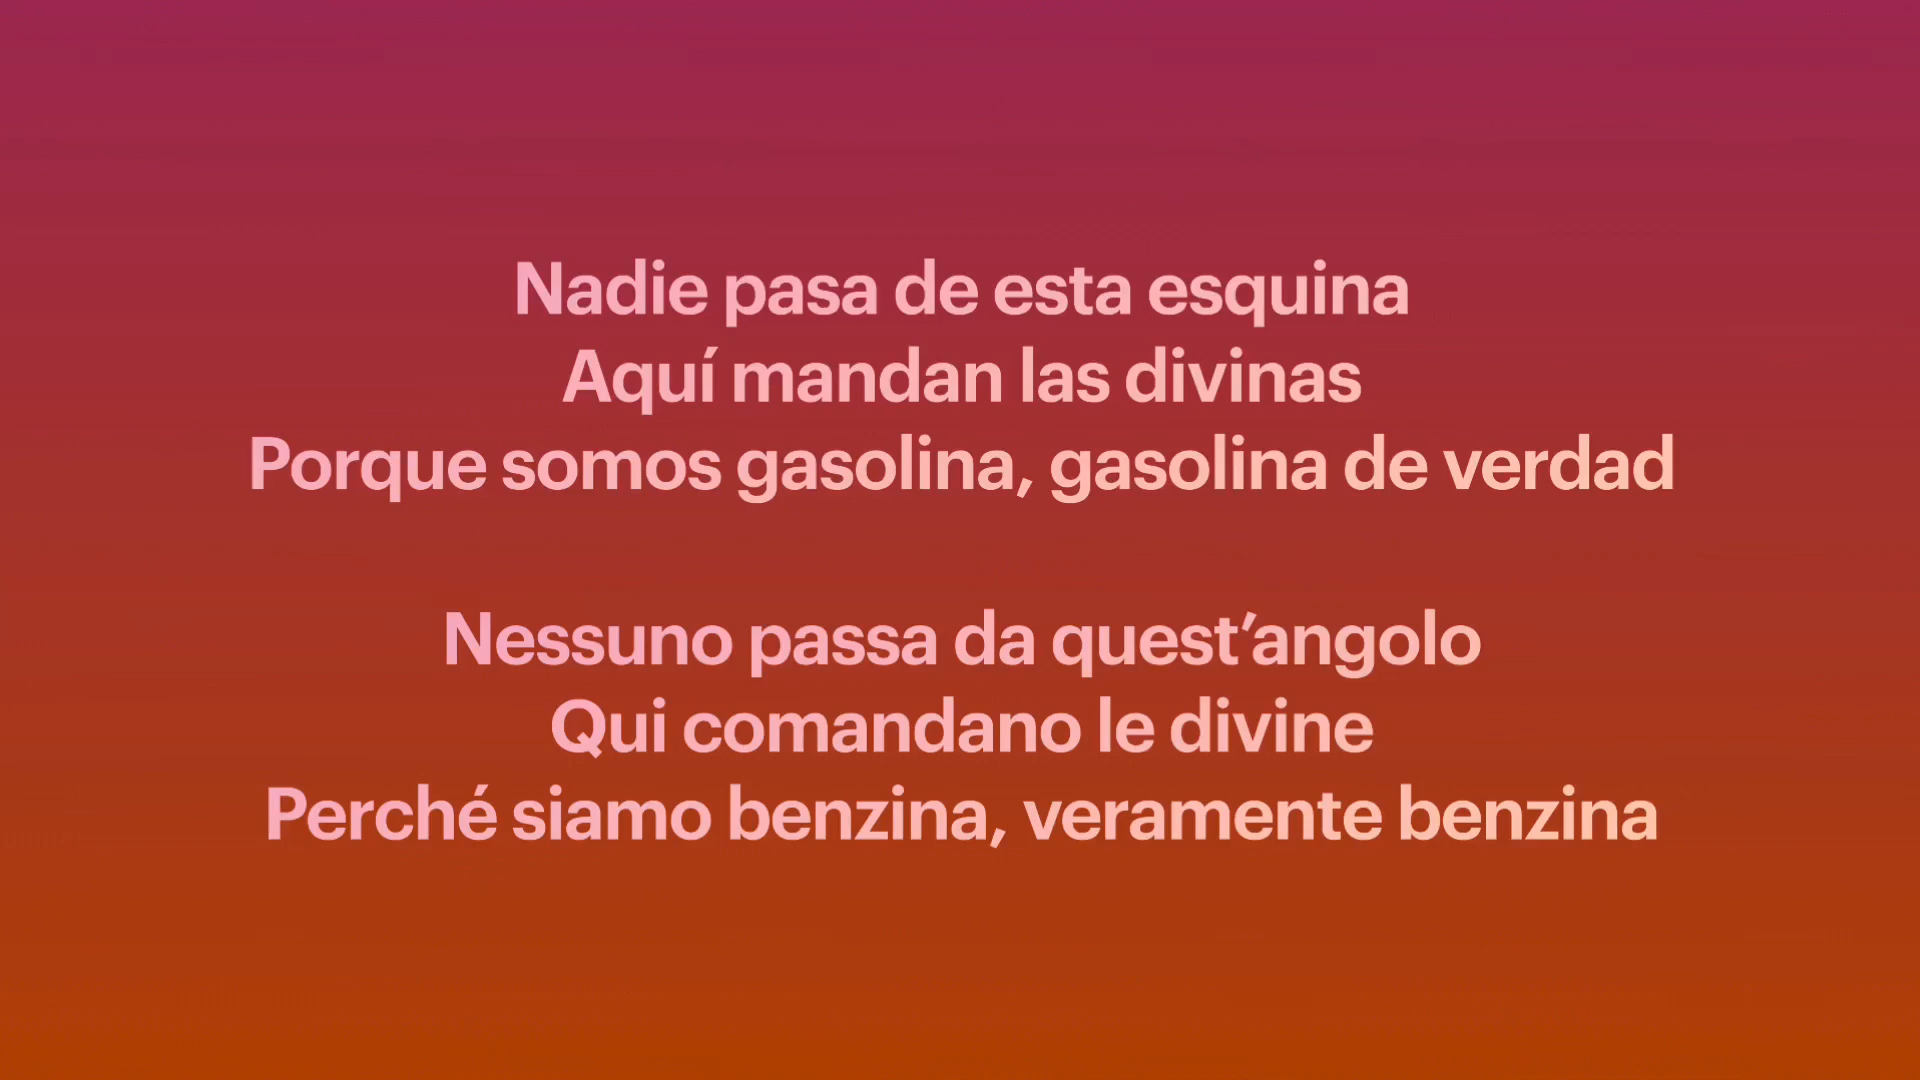 Nadie pasa de esta esquina
Aquí mandan las divinas
Porque somos gasolina, gasolina de verdad
Nessuno passa da quest’angolo
Qui comandano le divine
Perché siamo benzina, veramente benzina